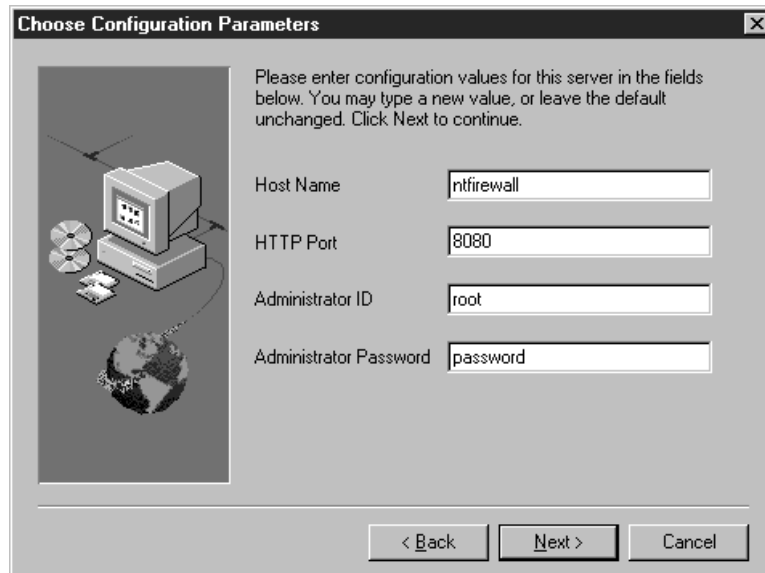 Choose Configuration Parameters
Please enter configuration values for this server in the fields
below. You may type a new value, or leave the default
unchanged. Click Next to continue.
Host Name ntfirewall
HTTP Port 8080
Administrator ID root
Administrator Password password
< Back Next > Cancel